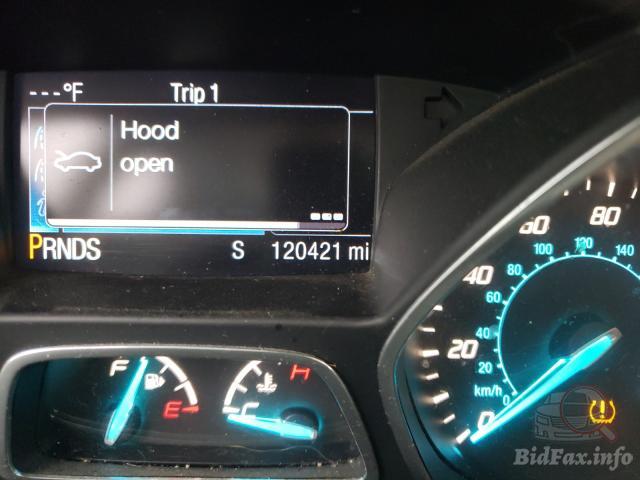 ---°F Trip 1
Hood
open
PRNDS S 120421 mi
F E C H
0 20 40 60 80
km/h 0 20 40 60 80 100 120 140
BidFax.info